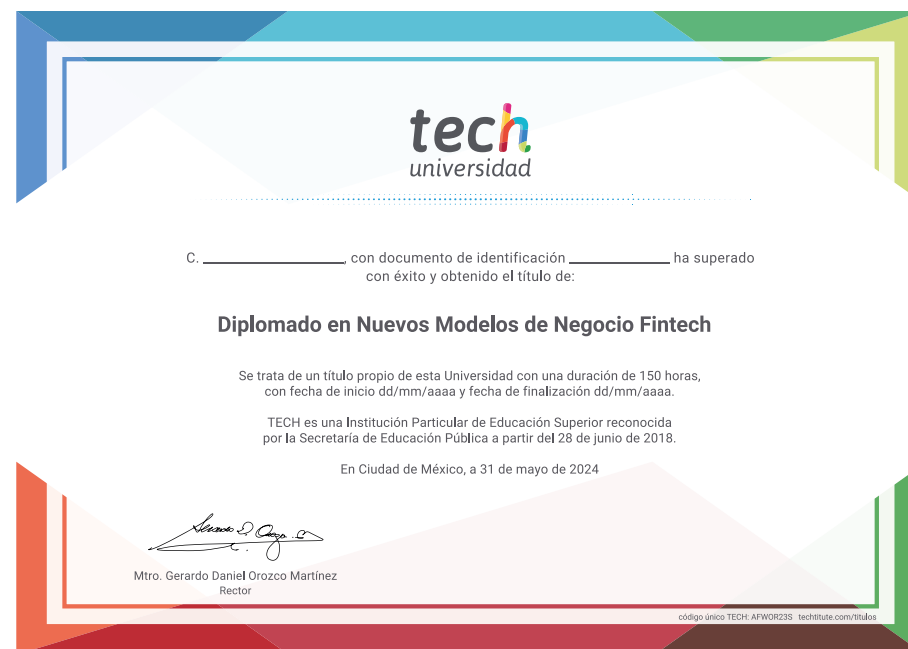 tech
universidad
C. ____________, con documento de identificación ____________ ha superado
con éxito y obtenido el título de:
Diplomado en Nuevos Modelos de Negocio Fintech
Se trata de un título propio de esta Universidad con una duración de 150 horas,
con fecha de inicio dd/mm/aaaa y fecha de finalización dd/mm/aaaa.
TECH es una Institución Particular de Educación Superior reconocida
por la Secretaría de Educación Pública a partir del 28 de junio de 2018.
En Ciudad de México, a 31 de mayo de 2024
Mtro. Gerardo Daniel Orozco Martínez
Rector
código único TECH: AFWOR23S techtitute.com/titulos